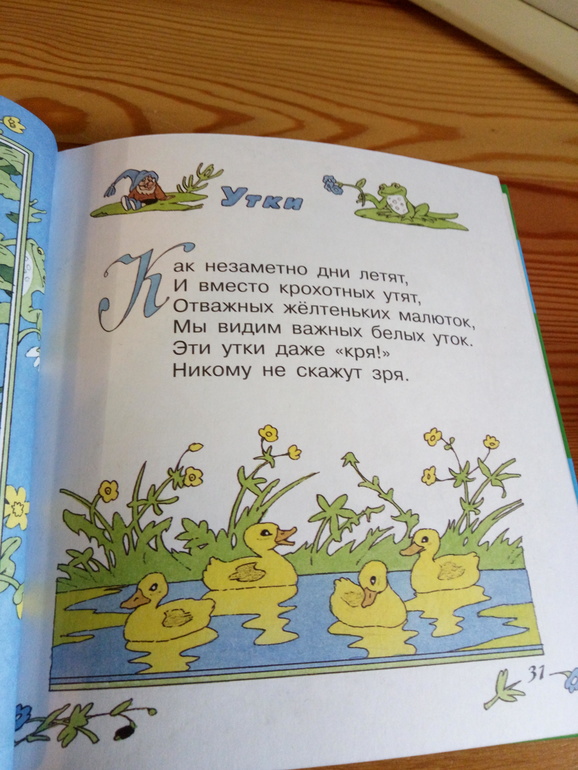 Утки
Как незаметно дни летят,
И вместо крохотных утят,
Отважных жёлтеньких малюток,
Мы видим важных белых уток.
Эти утки даже «кря!»
Никому не скажут зря.
31